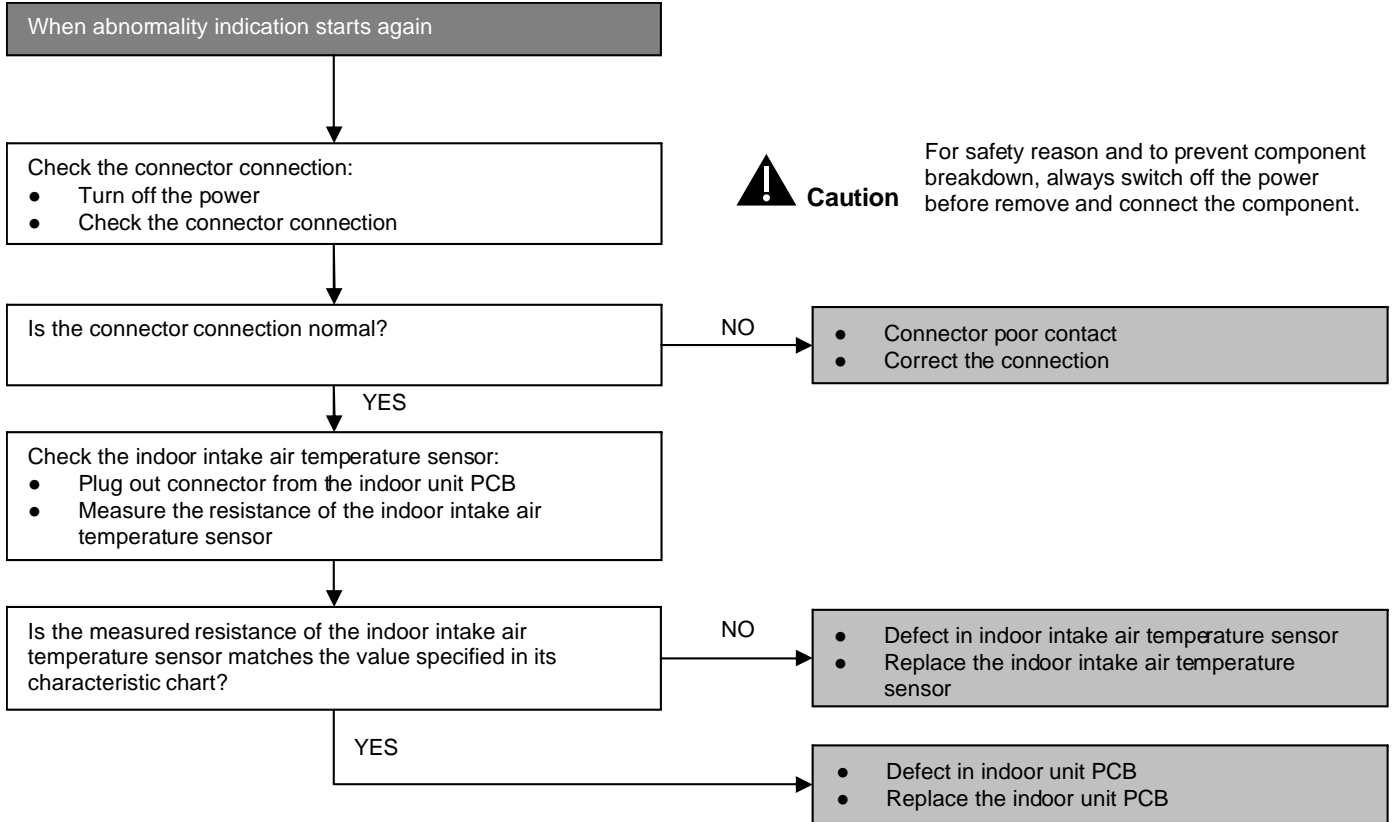 When abnormality indication starts again
Check the connector connection:
● Turn off the power
● Check the connector connection
Caution
For safety reason and to prevent component
breakdown, always switch off the power
before remove and connect the component.
Is the connector connection normal?
NO
● Connector poor contact
● Correct the connection
YES
Check the indoor intake air temperature sensor:
● Plug out connector from the indoor unit PCB
● Measure the resistance of the indoor intake air
temperature sensor
Is the measured resistance of the indoor intake air
temperature sensor matches the value specified in its
characteristic chart?
NO
● Defect in indoor intake air temperature sensor
● Replace the indoor intake air temperature
sensor
YES
● Defect in indoor unit PCB
● Replace the indoor unit PCB